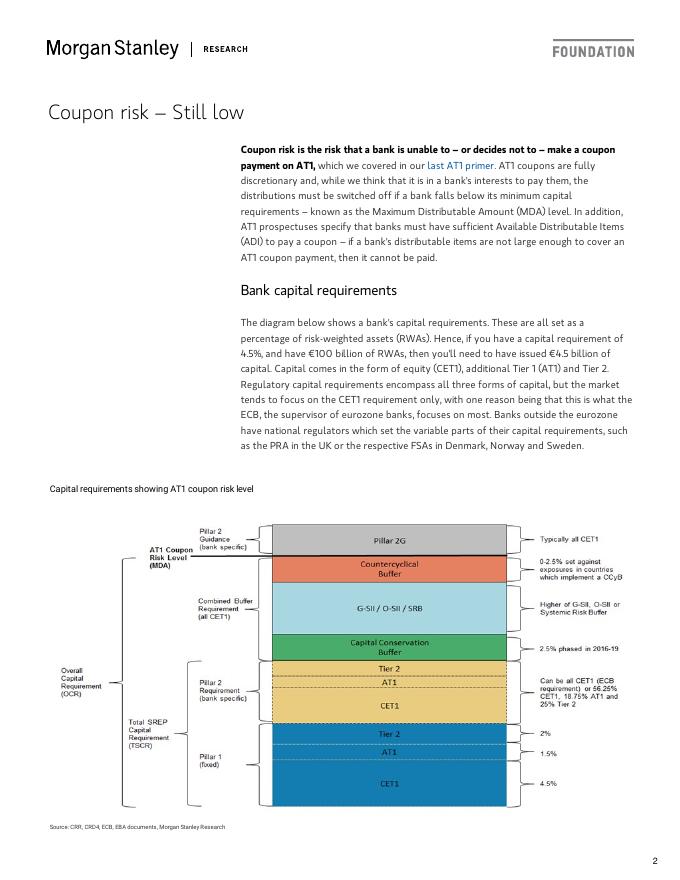 Morgan Stanley | RESEARCH
FOUNDATION
Coupon risk – Still low
Coupon risk is the risk that a bank is unable to – or decides not to – make a coupon
payment on AT1, which we covered in our last AT1 primer. AT1 coupons are fully
discretionary and, while we think that it is in a bank's interests to pay them, the
distributions must be switched off if a bank falls below its minimum capital
requirements – known as the Maximum Distributable Amount (MDA) level. In addition,
AT1 prospectuses specify that banks must have sufficient Available Distributable Items
(ADI) to pay a coupon – if a bank's distributable items are not large enough to cover an
AT1 coupon payment, then it cannot be paid.
Bank capital requirements
The diagram below shows a bank's capital requirements. These are all set as a
percentage of risk-weighted assets (RWAs). Hence, if you have a capital requirement of
4.5%, and have €100 billion of RWAs, then you'll need to have issued €4.5 billion of
capital. Capital comes in the form of equity (CET1), additional Tier 1 (AT1) and Tier 2.
Regulatory capital requirements encompass all three forms of capital, but the market
tends to focus on the CET1 requirement only, with one reason being that this is what the
ECB, the supervisor of eurozone banks, focuses on most. Banks outside the eurozone
have national regulators which set the variable parts of their capital requirements, such
as the PRA in the UK or the respective FSAs in Denmark, Norway and Sweden.
Capital requirements showing AT1 coupon risk level
Pillar 2
Guidance
(bank specific)
Pillar 2G
Typically all CET1
AT1 Coupon
Risk Level
(MDA)
Countercyclical
Buffer
0-2.5% set against
exposures in countries
which implement a CCyB
Combined Buffer
Requirement
(all CET1)
G-SII / O-SII / SRB
Higher of G-SII, O-SII or
Systemic Risk Buffer
Capital Conservation
Buffer
2.5% phased in 2016-19
Overall
Capital
Requirement
(OCR)
Pillar 2
Requirement
(bank specific)
Tier 2
AT1
CET1
Can be all CET1 (ECB
requirement) or 56.25%
CET1, 18.75% AT1 and
25% Tier 2
Total SREP
Capital
Requirement
(TSCR)
Pillar 1
(fixed)
Tier 2
2%
AT1
1.5%
CET1
4.5%
Source: CRR, CRD4, ECB, EBA documents, Morgan Stanley Research
2